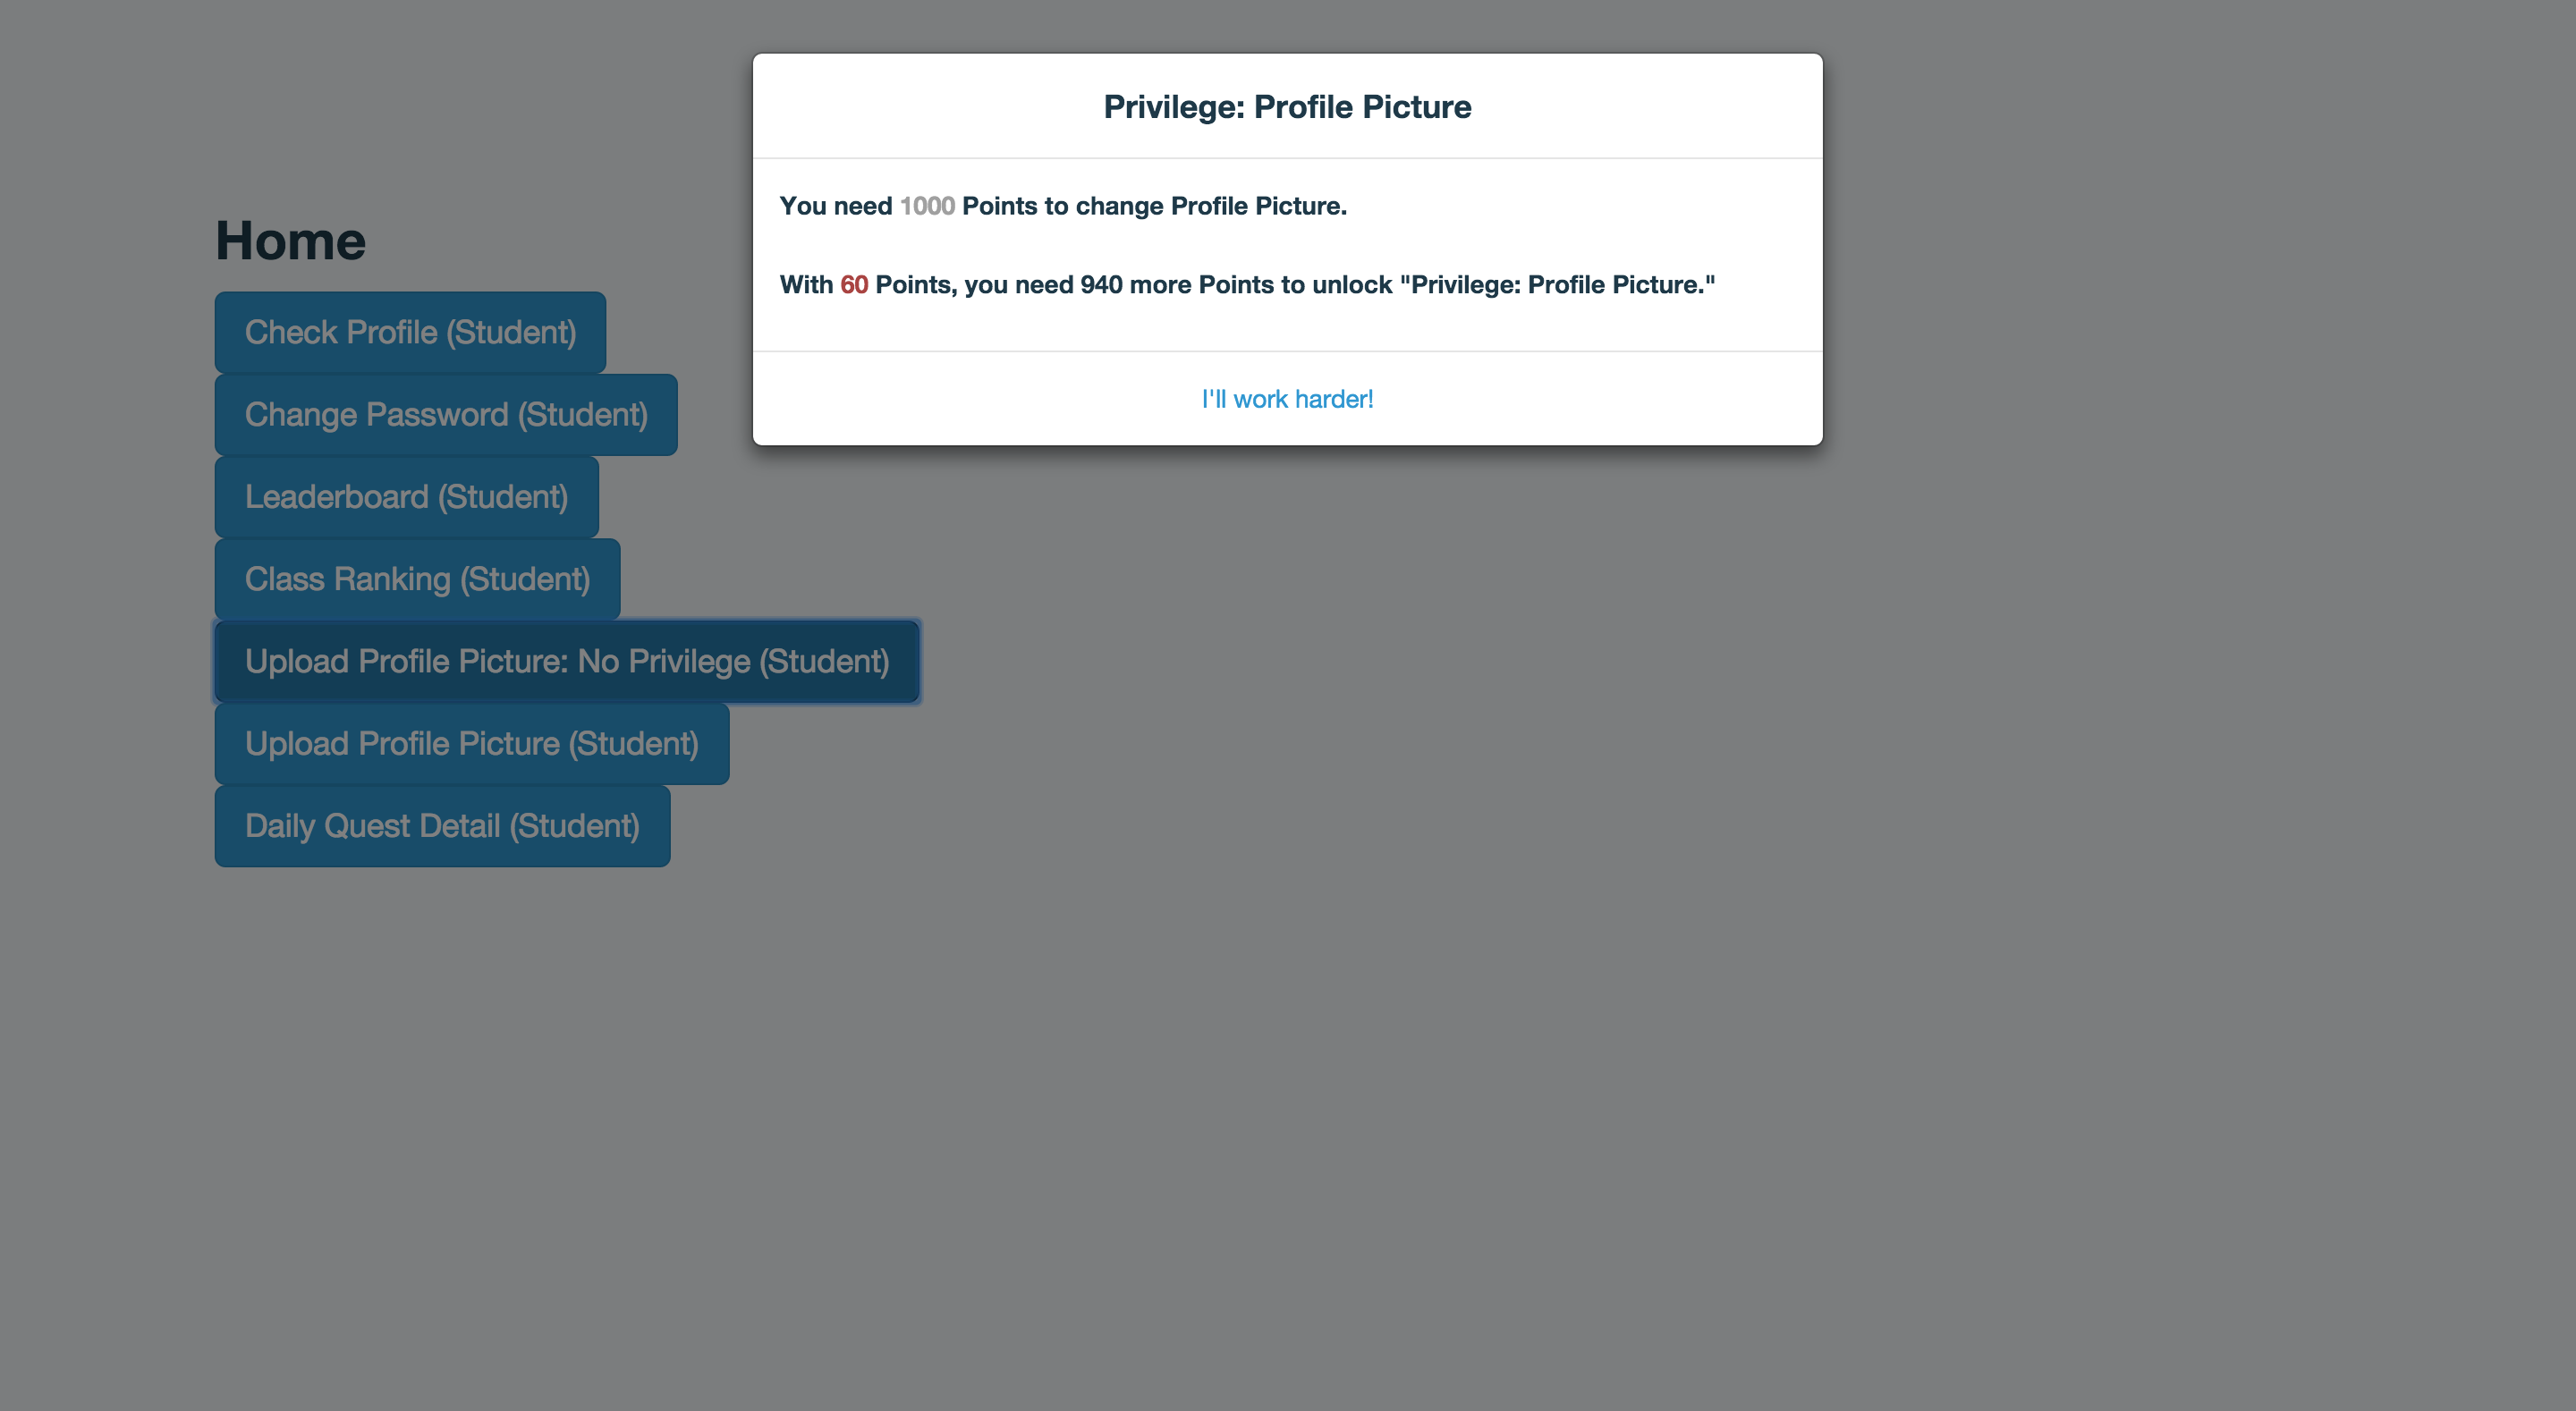 Privilege: Profile Picture
You need 1000 Points to change Profile Picture.
With 60 Points, you need 940 more Points to unlock "Privilege: Profile Picture."
I'll work harder!
Home
Check Profile (Student)
Change Password (Student)
Leaderboard (Student)
Class Ranking (Student)
Upload Profile Picture: No Privilege (Student)
Upload Profile Picture (Student)
Daily Quest Detail (Student)